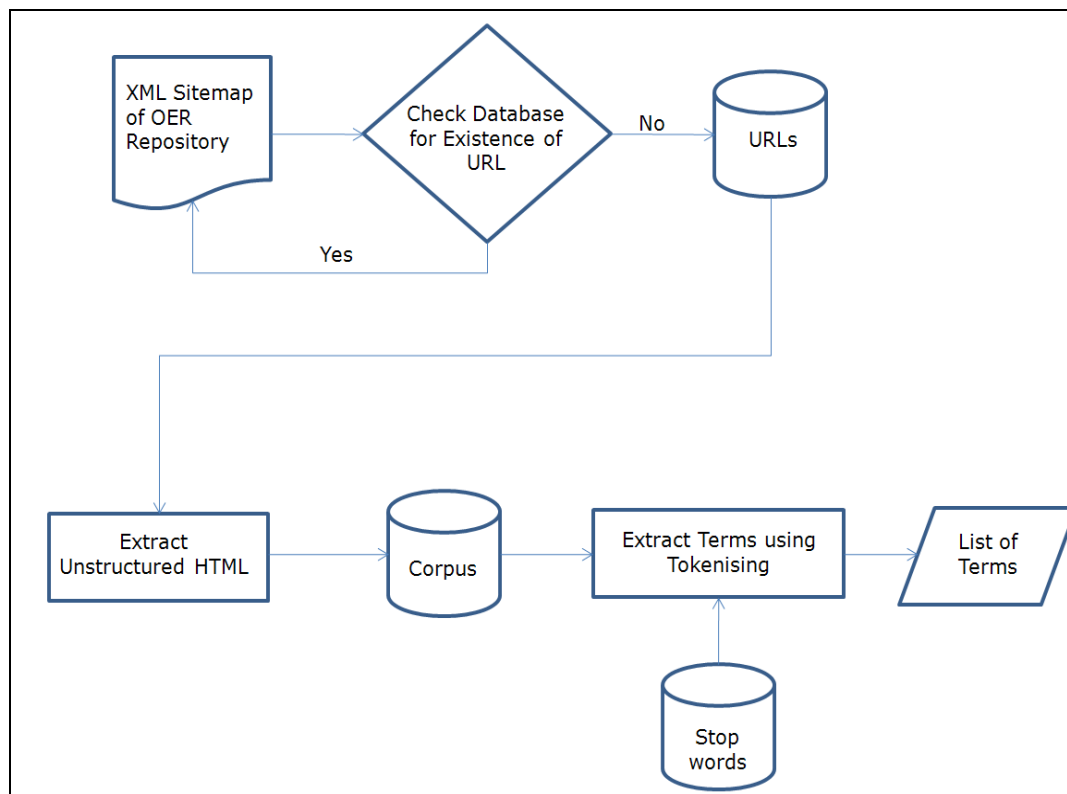 XML Sitemap
of OER
Repository
Check Database
for Existence of
URL
No
URLs
Yes
Extract
Unstructured HTML
Corpus
Extract Terms using
Tokenising
List of
Terms
Stop
words